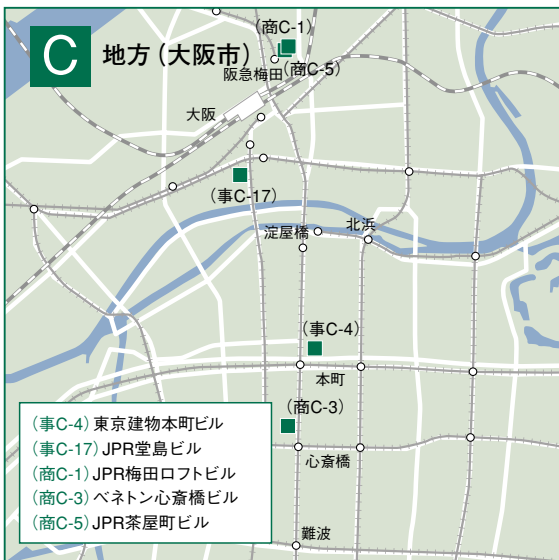 C 地方(大阪市)
(商C-1)
阪急梅田(商C-5)
大阪
(事C-17)
淀屋橋
北浜
(事C-4)
本町
(商C-3)
心斎橋
難波
(事C-4)東京建物本町ビル
(事C-17)JPR堂島ビル
(商C-1)JPR梅田ロフトビル
(商C-3)ベネトン心斎橋ビル
(商C-5)JPR茶屋町ビル